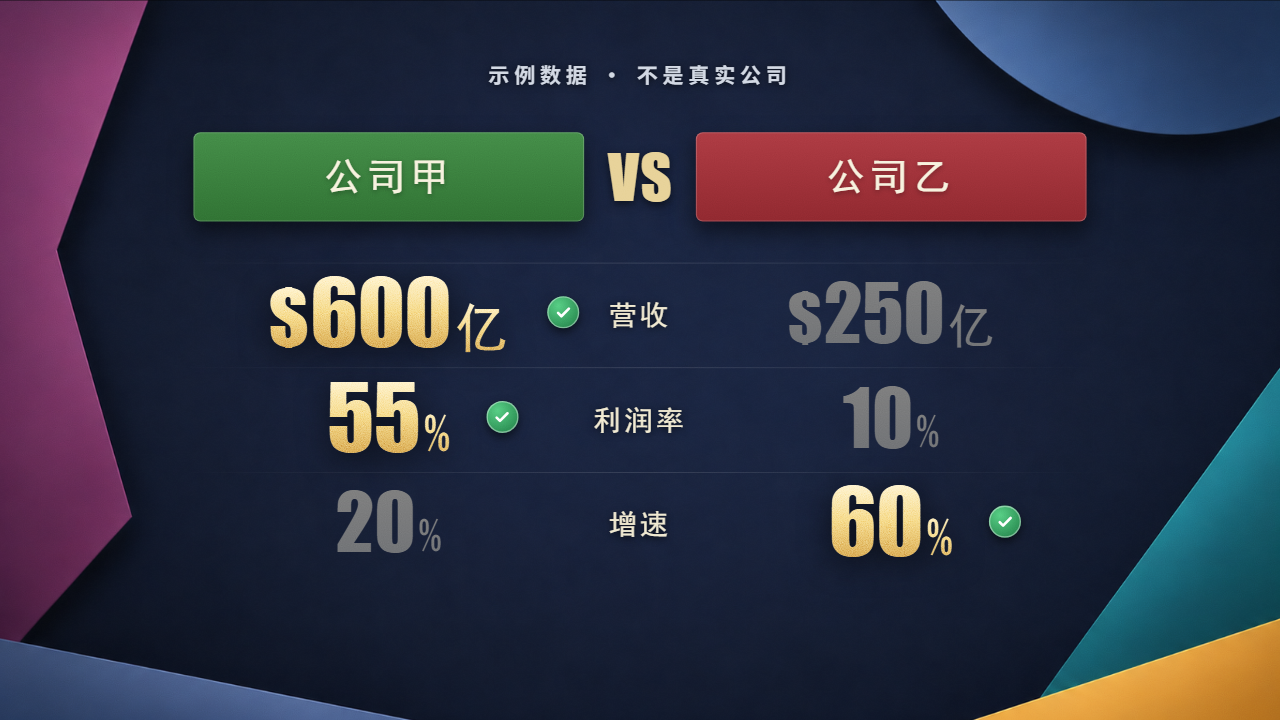 示例数据 • 不是真实公司
公司甲 VS 公司乙
$600亿 营收 $250亿
55% 利润率 10%
20% 增速 60%